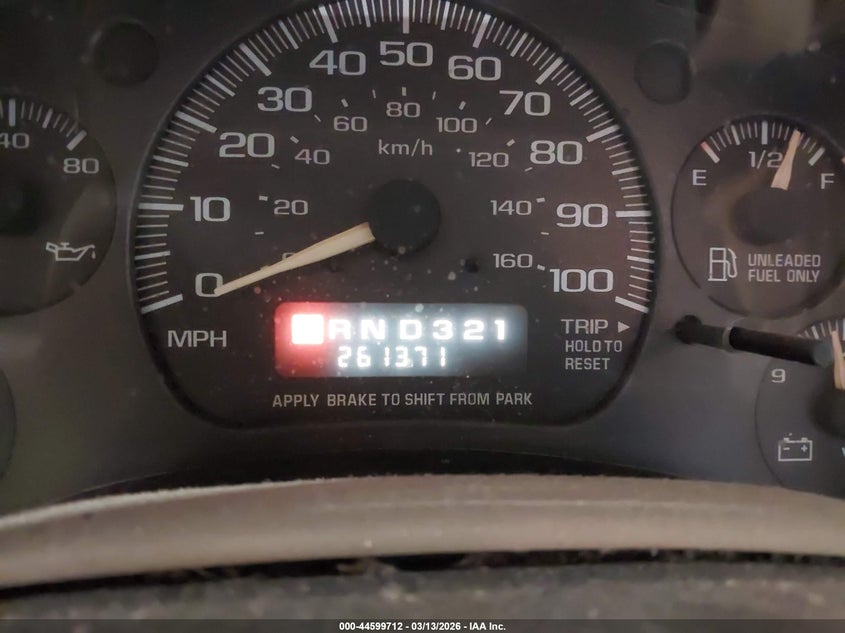 40
80
0
10
20
30
40
50
60
70
80
90
100
20
40
60
80
100
120
140
160
km/h
MPH
RND321
261371
TRIP ▶
HOLD TO
RESET
APPLY BRAKE TO SHIFT FROM PARK
E 1/2 F
UNLEADED
FUEL ONLY
9
000-44599712 - 03/13/2026 - IAA Inc.